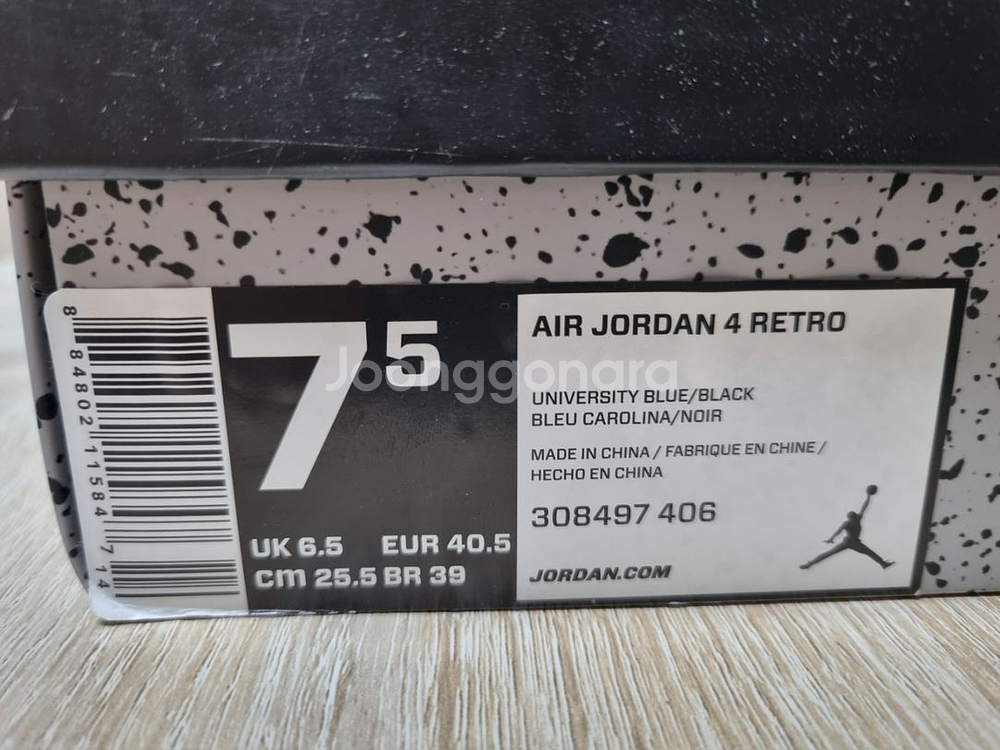 8 84802 11584 7 14
7 5
UK 6.5 EUR 40.5
cm 25.5 BR 39
AIR JORDAN 4 RETRO
UNIVERSITY BLUE/BLACK
BLEU CAROLINA/NOIR
MADE IN CHINA / FABRIQUE EN CHINE /
HECHO EN CHINA
308497 406
JORDAN.COM
Joonggonara